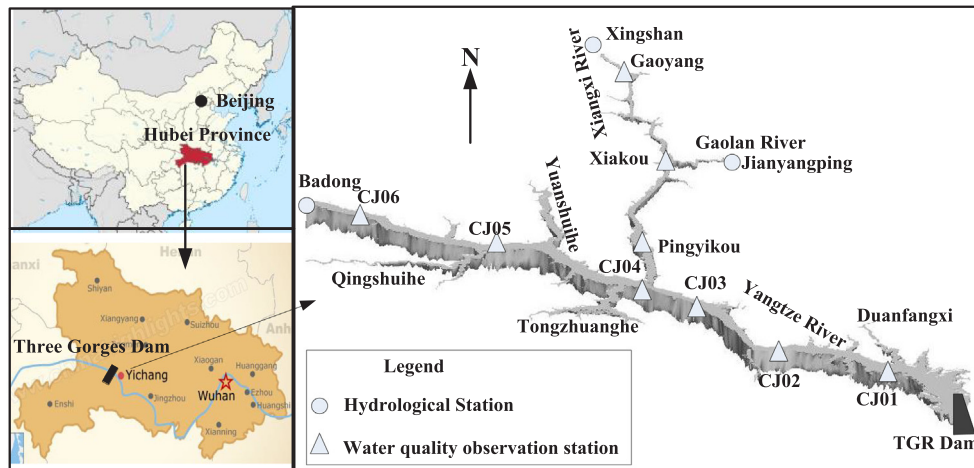 Beijing
Hubei Province
Shiyan
Xiangyang
Suizhou
Three Gorges Dam
Yichang
Xiaogan
Huanggang
Wuhan
Ezhou
Huangshi
Enshi
Jingzhou
Xianning
N
Xingshan
Gaoyang
Xiangxi River
Gaolan River
Xiakou
Jianyangping
Badong
CJ06
Yuanshuihe
CJ05
Pingyikou
Qingshuihe
CJ04
CJ03
Tongzhuanghe
Yangtze River
Duanfangxi
CJ02
CJ01
TGR Dam
Legend
Hydrological Station
Water quality observation station